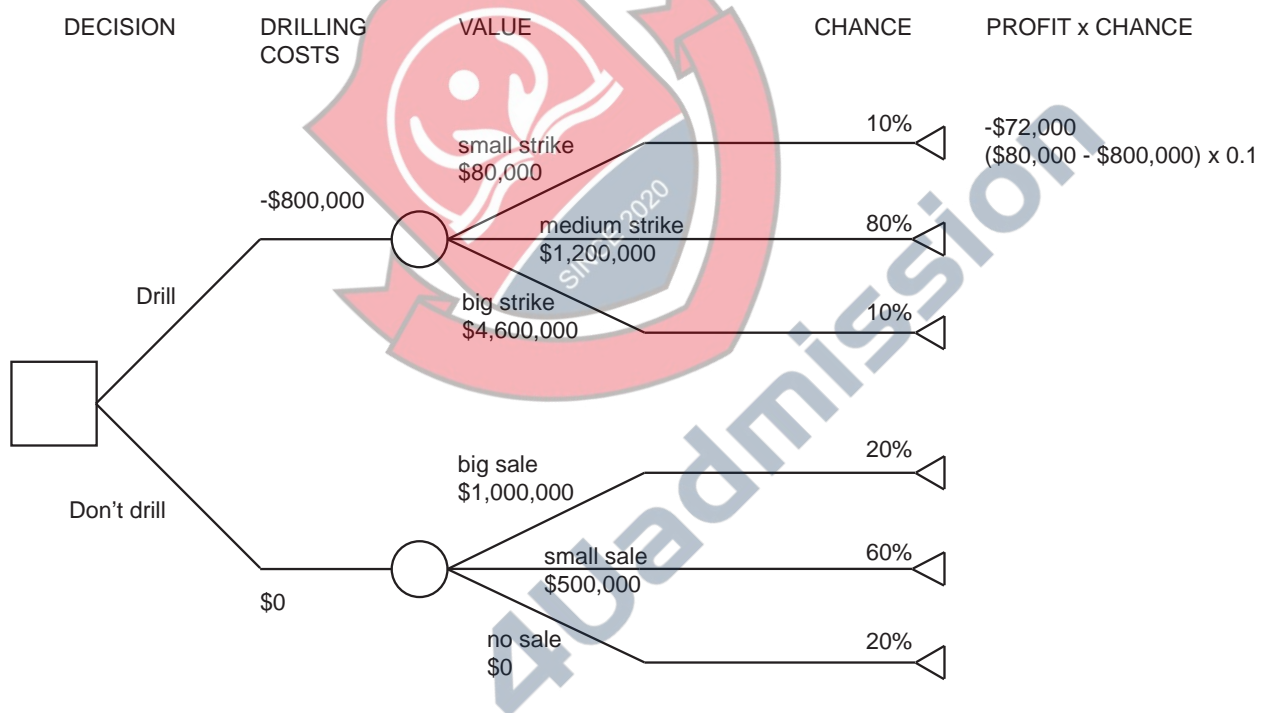 DECISION
DRILLING
COSTS
VALUE
CHANCE
PROFIT x CHANCE
10%
-$72,000
($80,000 - $800,000) x 0.1
small strike
$80,000
-$800,000
medium strike
$1,200,000
80%
SINCE 2020
Drill
big strike
$4,600,000
10%
big sale
$1,000,000
20%
Don’t drill
small sale
$500,000
60%
$0
no sale
$0
20%
4Uadmission